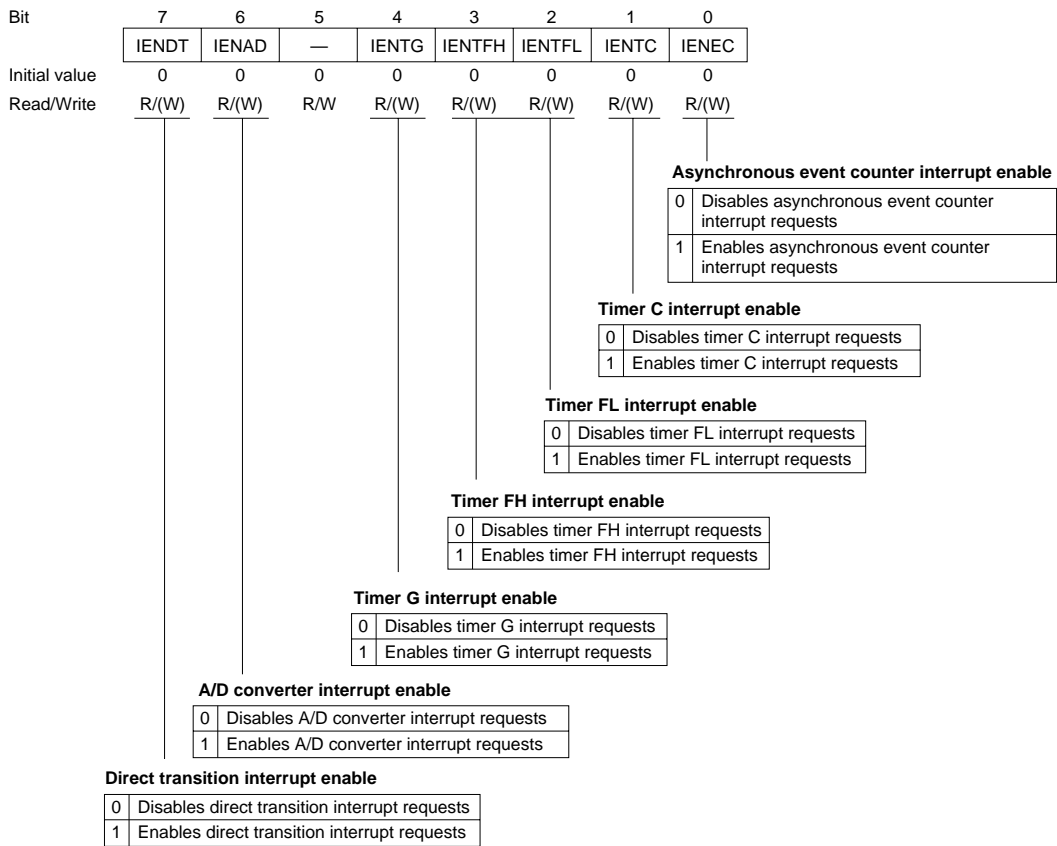 Bit 7 6 5 4 3 2 1 0
IENDT IENAD — IENTG IENTFH IENTFL IENTC IENEC
Initial value 0 0 0 0 0 0 0 0
Read/Write R/(W) R/(W) R/W R/(W) R/(W) R/(W) R/(W) R/(W)
Asynchronous event counter interrupt enable
0 Disables asynchronous event counter
interrupt requests
1 Enables asynchronous event counter
interrupt requests
Timer C interrupt enable
0 Disables timer C interrupt requests
1 Enables timer C interrupt requests
Timer FL interrupt enable
0 Disables timer FL interrupt requests
1 Enables timer FL interrupt requests
Timer FH interrupt enable
0 Disables timer FH interrupt requests
1 Enables timer FH interrupt requests
Timer G interrupt enable
0 Disables timer G interrupt requests
1 Enables timer G interrupt requests
A/D converter interrupt enable
0 Disables A/D converter interrupt requests
1 Enables A/D converter interrupt requests
Direct transition interrupt enable
0 Disables direct transition interrupt requests
1 Enables direct transition interrupt requests